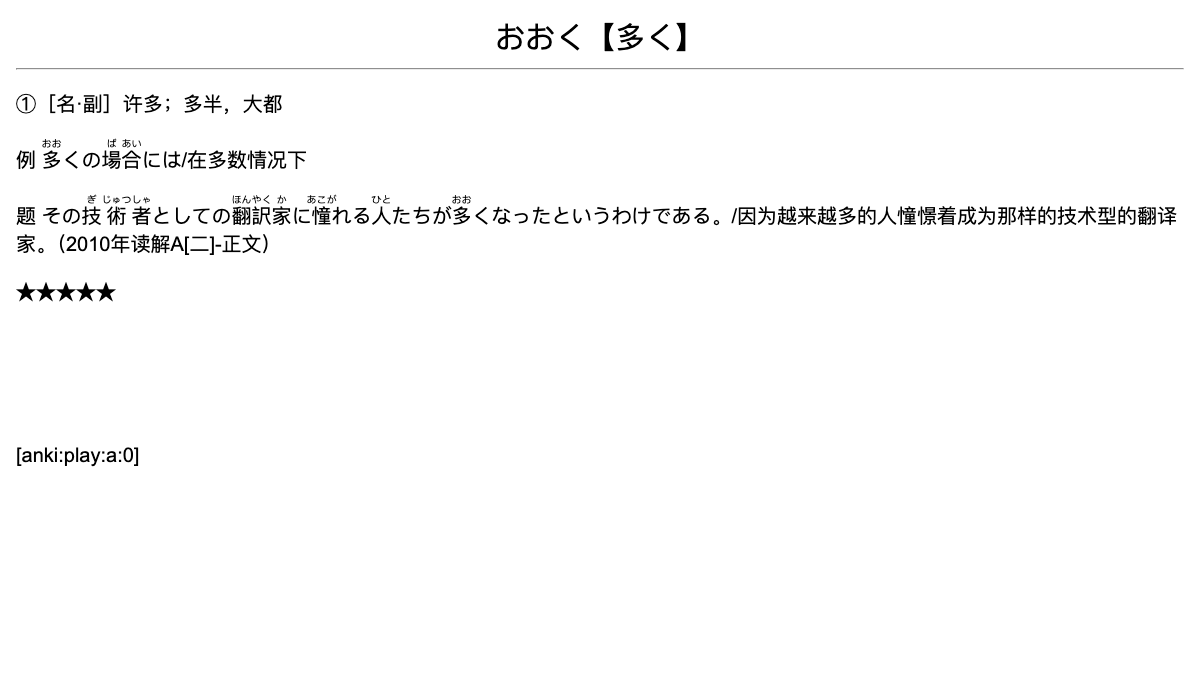 おおく【多く】
①［名·副］许多；多半，大都
おお ば あい
例 多くの場合には/在多数情况下
ぎ じゅつしゃ ほんやく か あこが ひと おお
题 その技術者としての翻訳家に憧れる人たちが多くなったというわけである。/因为越来越多的人憧憬着成为那样的技术型的翻译
家。（2010年读解A[二]-正文）
★★★★★
[anki:play:a:0]